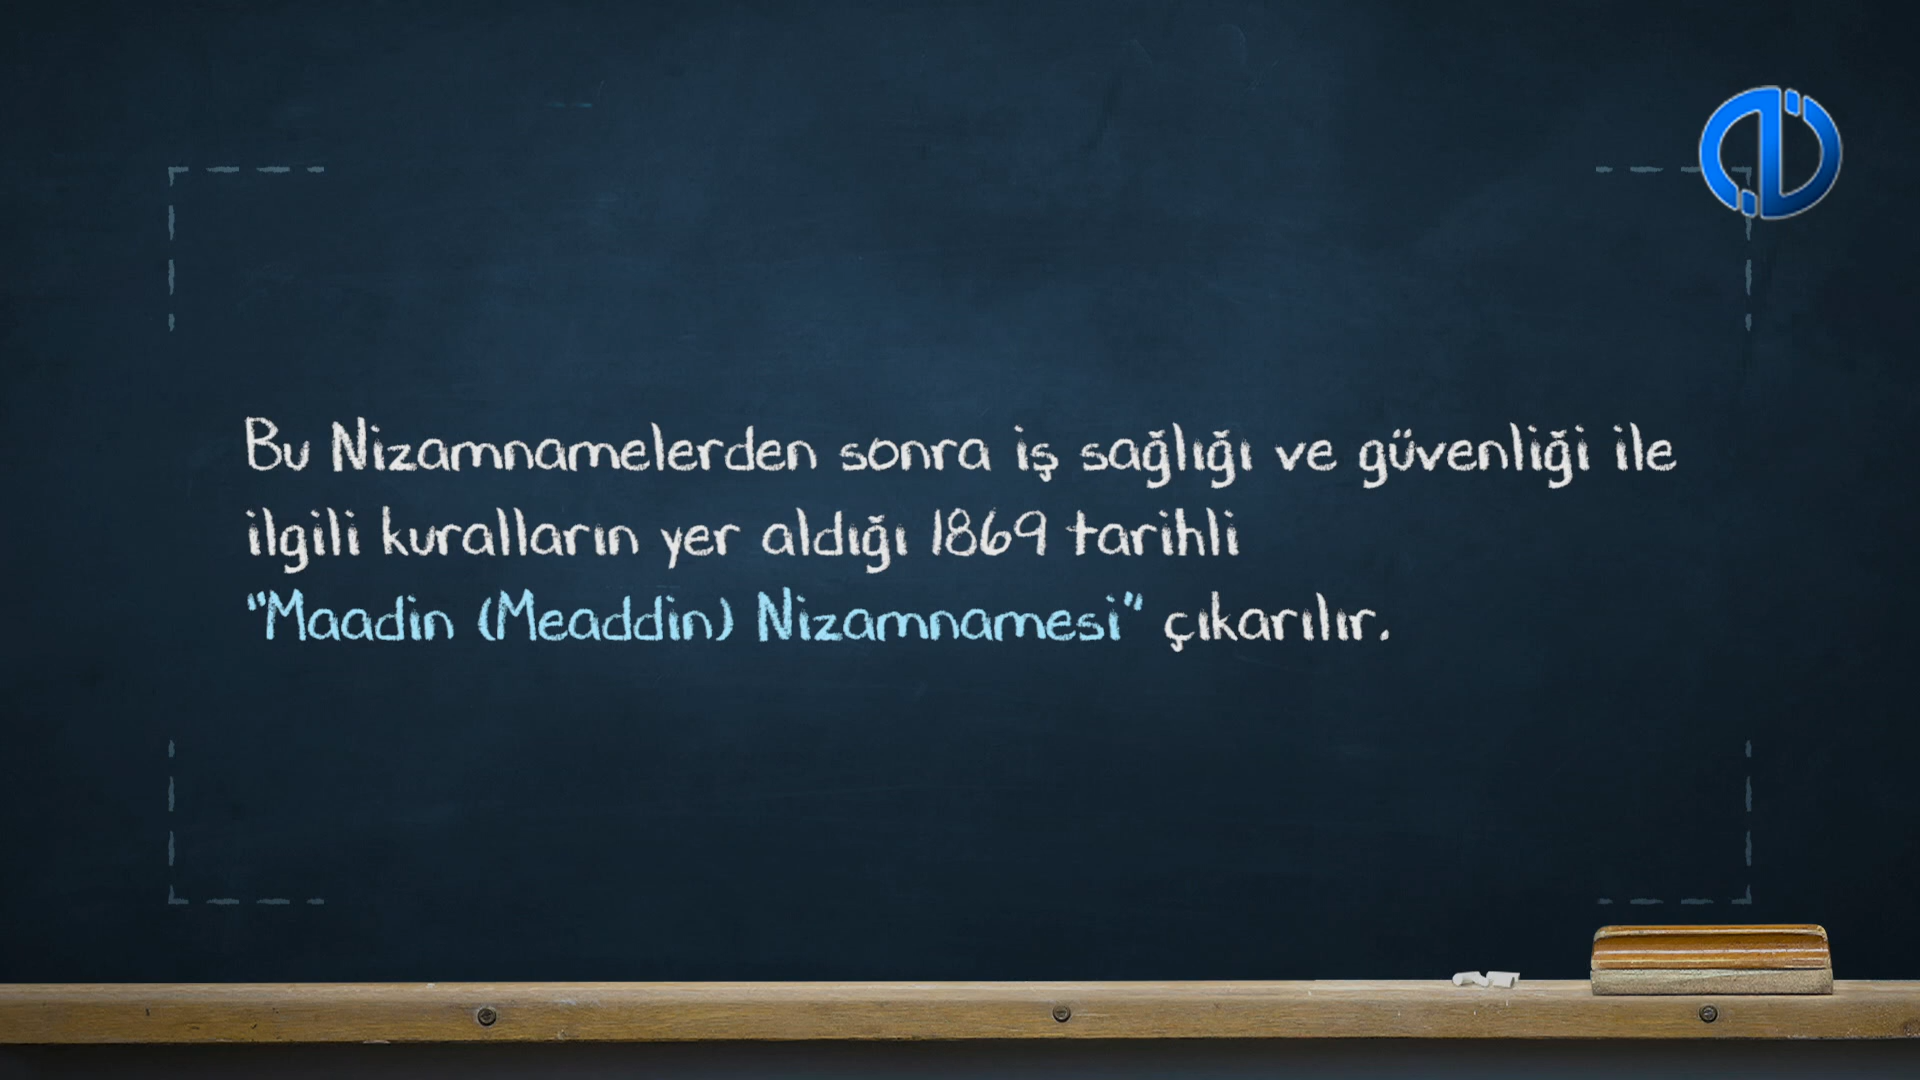 Bu Nizamnamelerden sonra iş sağlığı ve güvenliği ile
ilgili kuralların yer aldığı 1869 tarihli
"Maadin (Meaddin) Nizamnamesi" çıkarılır.